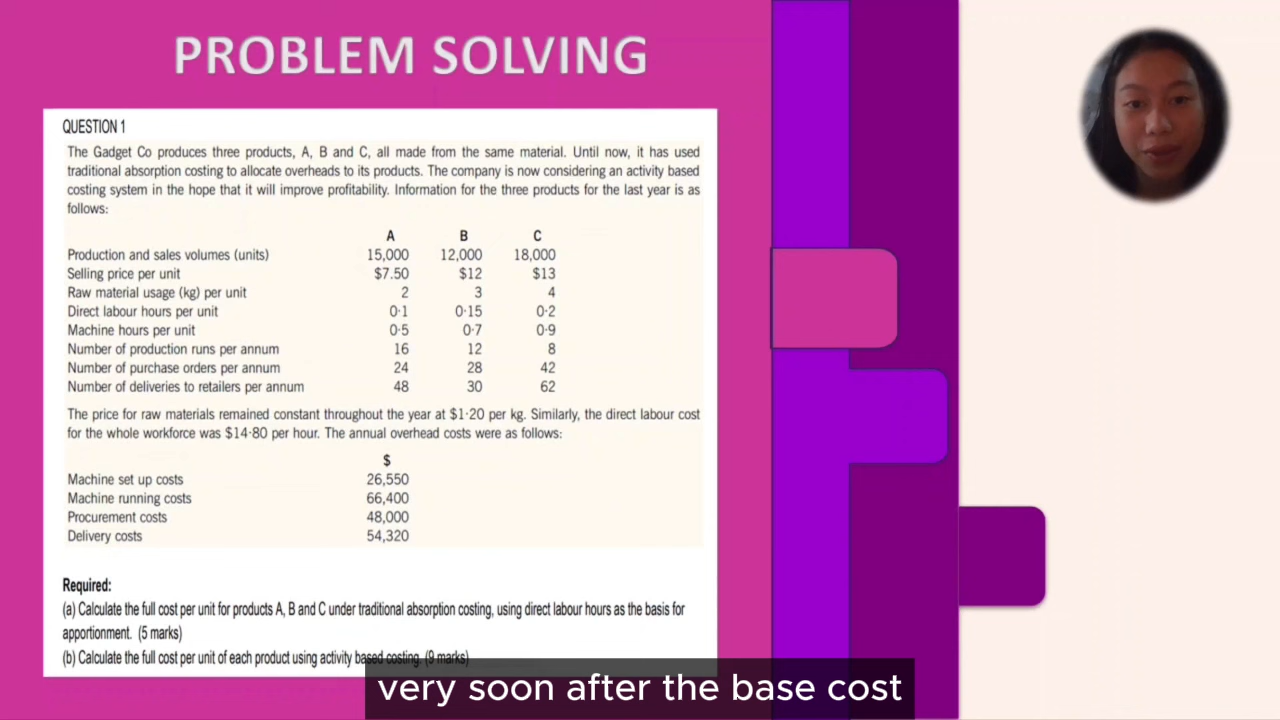 PROBLEM SOLVING
QUESTION 1
The Gadget Co produces three products, A, B and C, all made from the same material. Until now, it has used
traditional absorption costing to allocate overheads to its products. The company is now considering an activity based
costing system in the hope that it will improve profitability. Information for the three products for the last year is as
follows:
A B C
Production and sales volumes (units) 15,000 12,000 18,000
Selling price per unit $7.50 $12 $13
Raw material usage (kg) per unit 2 3 4
Direct labour hours per unit 0·1 0·15 0·2
Machine hours per unit 0·5 0·7 0·9
Number of production runs per annum 16 12 8
Number of purchase orders per annum 24 28 42
Number of deliveries to retailers per annum 48 30 62
The price for raw materials remained constant throughout the year at $1·20 per kg. Similarly, the direct labour cost
for the whole workforce was $14·80 per hour. The annual overhead costs were as follows:
$
Machine set up costs 26,550
Machine running costs 66,400
Procurement costs 48,000
Delivery costs 54,320
Required:
(a) Calculate the full cost per unit for products A, B and C under traditional absorption costing, using direct labour hours as the basis for
apportionment. (5 marks)
(b) Calculate the full cost per unit of each product using activity based costing. (9 marks)
very soon after the base cost